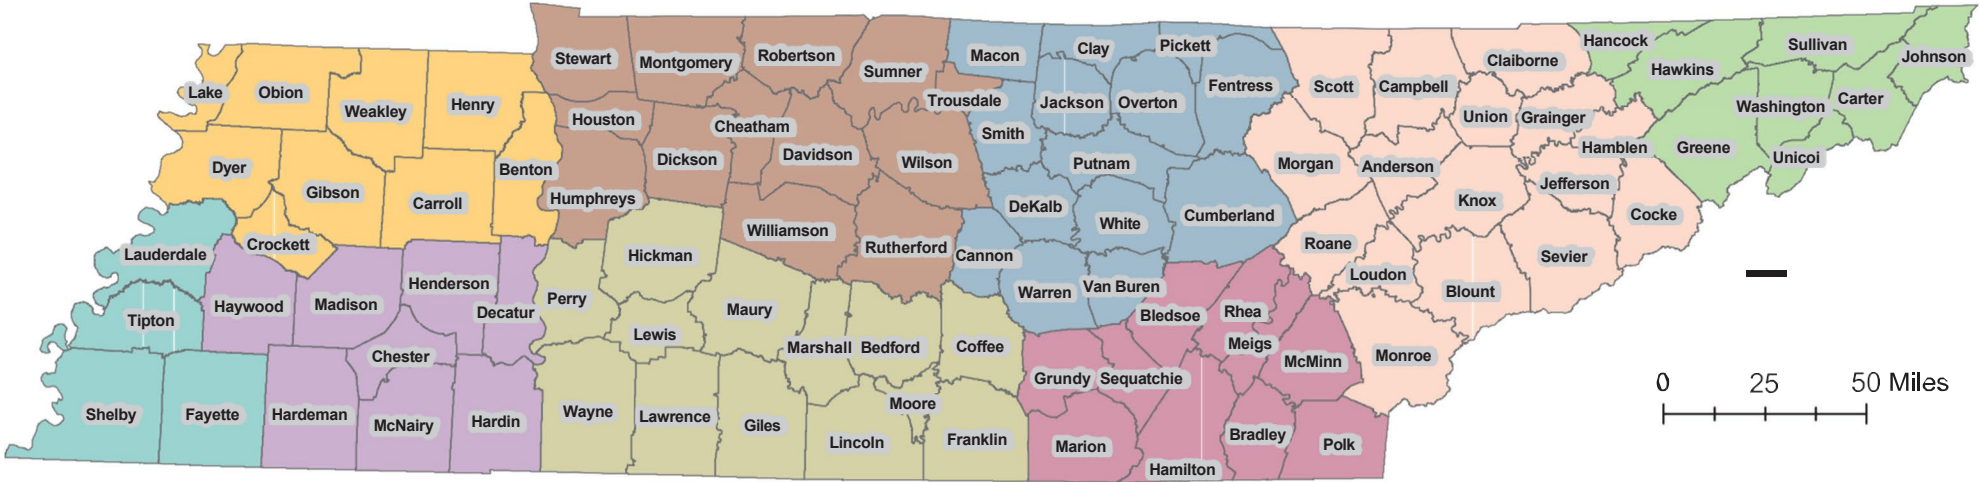 Lake
Obion
Weakley
Henry
Stewart
Montgomery
Robertson
Sumner
Macon
Clay
Pickett
Fentress
Scott
Campbell
Claiborne
Hancock
Hawkins
Sullivan
Johnson
Dyer
Gibson
Carroll
Benton
Houston
Humphreys
Dickson
Cheatham
Davidson
Wilson
Trousdale
Smith
Jackson
Overton
Putnam
Morgan
Anderson
Union
Grainger
Hamblen
Greene
Washington
Carter
Unicoi
Lauderdale
Crockett
Haywood
Madison
Henderson
Decatur
Perry
Hickman
Williamson
Rutherford
Cannon
DeKalb
White
Cumberland
Roane
Loudon
Knox
Jefferson
Cocke
Sevier
Blount
Tipton
Chester
Lewis
Maury
Marshall
Bedford
Coffee
Warren
Van Buren
Bledsoe
Rhea
Meigs
McMinn
Monroe
Shelby
Fayette
Hardeman
McNairy
Hardin
Wayne
Lawrence
Giles
Lincoln
Moore
Franklin
Grundy
Sequatchie
Marion
Hamilton
Bradley
Polk
0 25 50 Miles